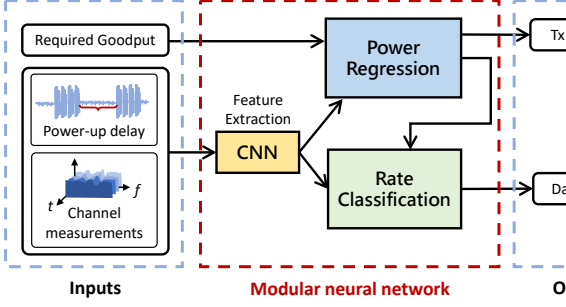 Required Goodput
Power-up delay
f
t
Channel
measurements
Inputs
Feature
Extraction
CNN
Power
Regression
Rate
Classification
Modular neural network
Tx
Da
O